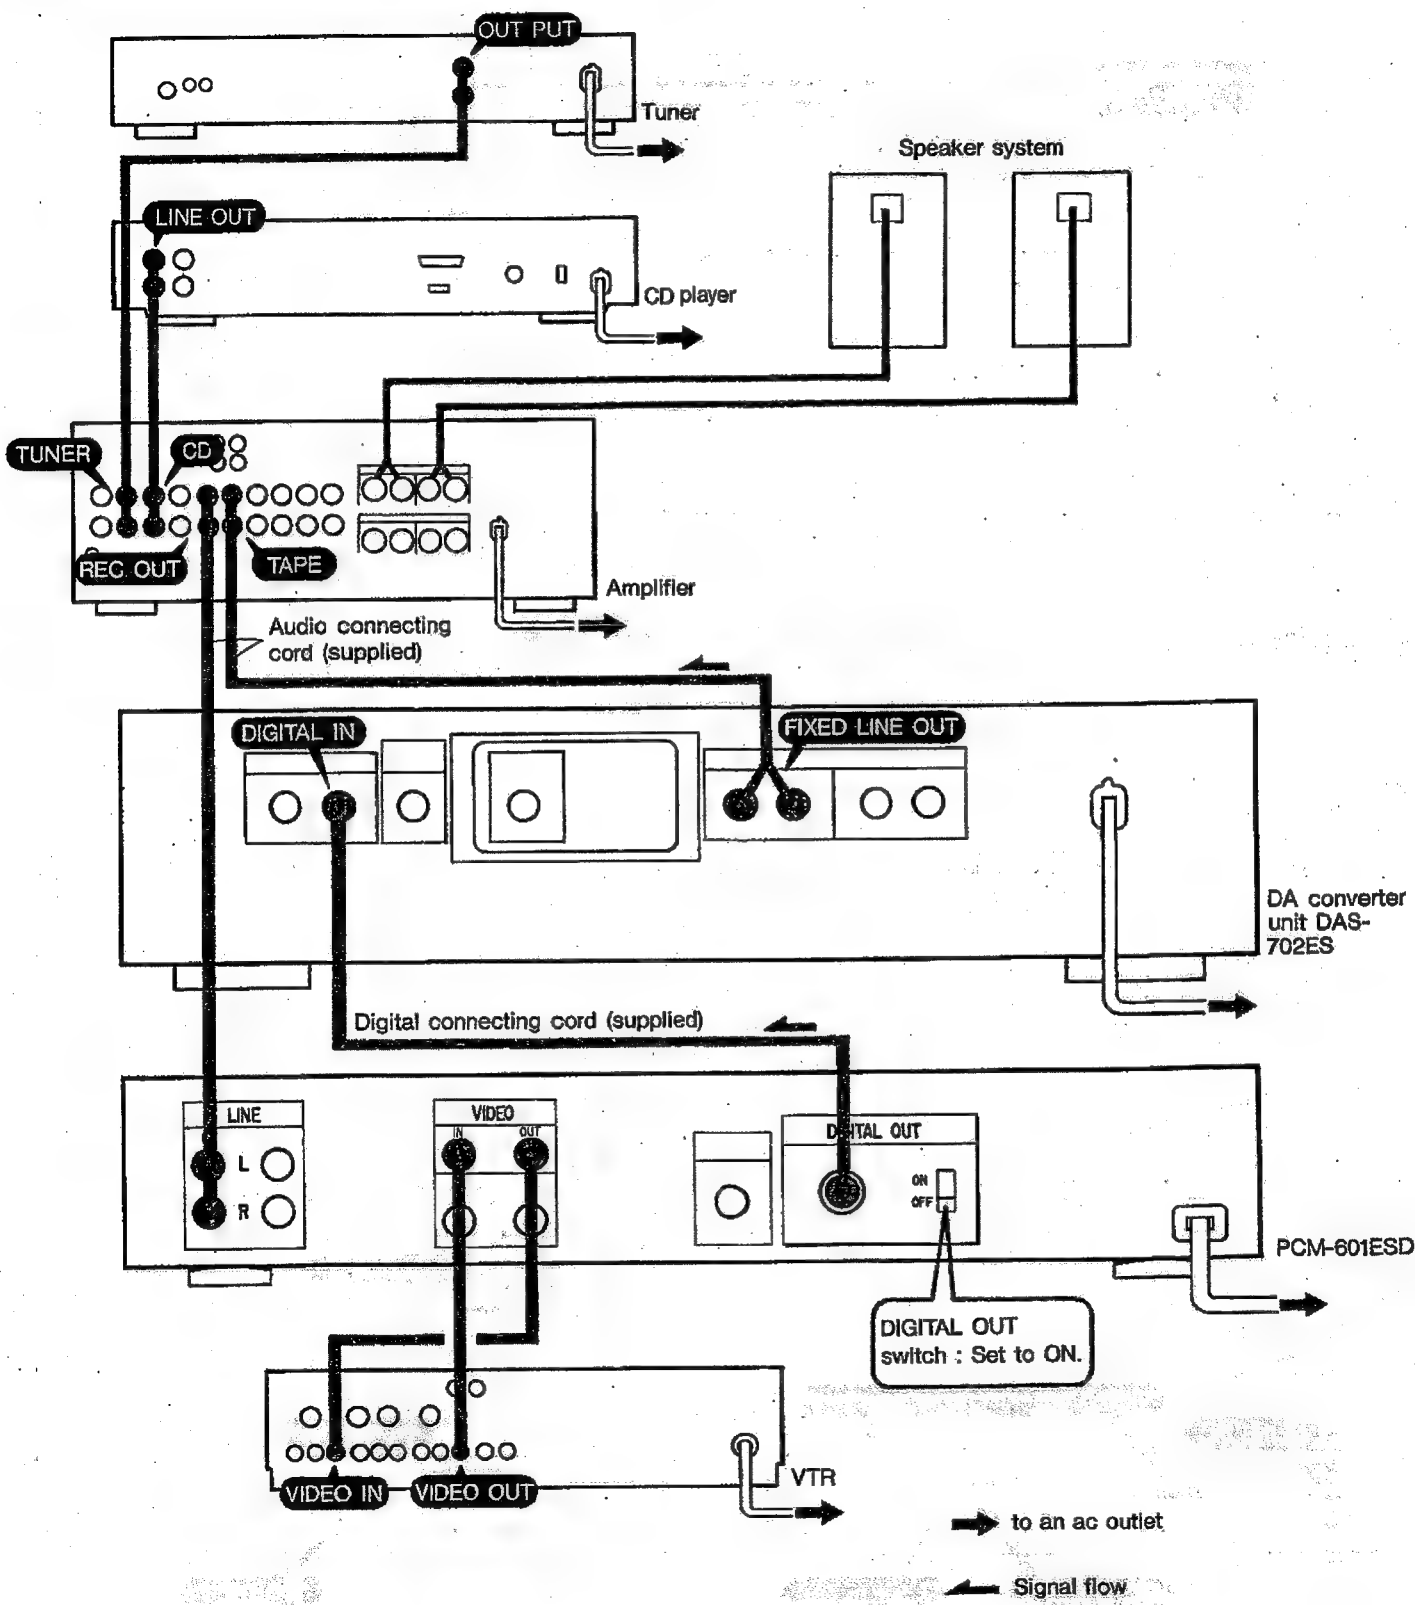 OUT PUT
Tuner
Speaker system
LINE OUT
CD player
TUNER
CD
REC OUT
TAPE
Amplifier
Audio connecting
cord (supplied)
DIGITAL IN
FIXED LINE OUT
DA converter
unit DAS-
702ES
Digital connecting cord (supplied)
LINE
L
R
VIDEO
IN
OUT
DIGITAL OUT
ON
OFF
PCM-601ESD
DIGITAL OUT
switch : Set to ON.
VIDEO IN
VIDEO OUT
VTR
to an ac outlet
Signal flow